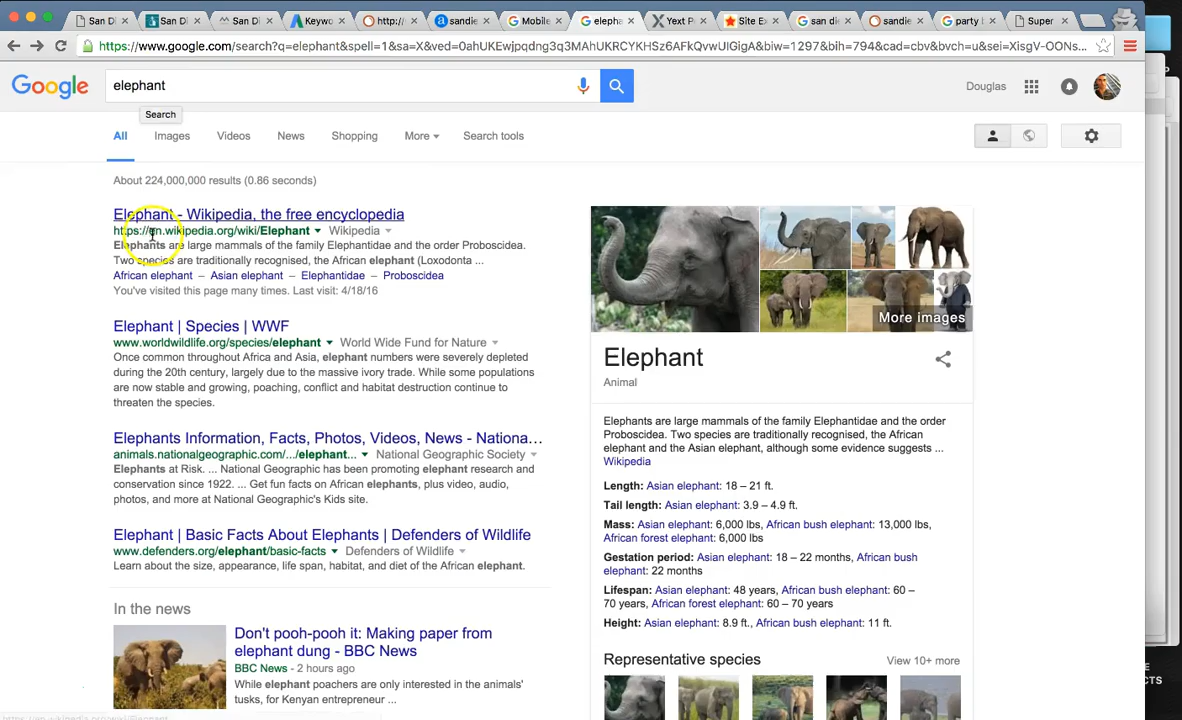 San Di
San Di
San Di
Keywo
http:/
sandie
Mobile
elepha
Yext P
Site Ex
san die
sandie
party b
Super
https://www.google.com/search?q=elephant&spell=1&sa=X&ved=0ahUKEwjpqdng3q3MAhUKRCYKHSz6AFkQvwUIGigA&biw=1297&bih=794&cad=cbv&bvch=u&sei=XisgV-OONs...
Google
elephant
Douglas
Search
All Images Videos News Shopping More Search tools
About 224,000,000 results (0.86 seconds)
Elephant - Wikipedia, the free encyclopedia
https://en.wikipedia.org/wiki/Elephant Wikipedia
Elephants are large mammals of the family Elephantidae and the order Proboscidea.
Two species are traditionally recognised, the African elephant (Loxodonta ...
African elephant – Asian elephant – Elephantidae – Proboscidea
You've visited this page many times. Last visit: 4/18/16
Elephant | Species | WWF
www.worldwildlife.org/species/elephant World Wide Fund for Nature
Once common throughout Africa and Asia, elephant numbers were severely depleted
during the 20th century, largely due to the massive ivory trade. While some populations
are now stable and growing, poaching, conflict and habitat destruction continue to
threaten the species.
Elephants Information, Facts, Photos, Videos, News - Nationa...
animals.nationalgeographic.com/.../elephant... National Geographic Society
Elephants at Risk. ... National Geographic has been promoting elephant research and
conservation since 1922. ... Get fun facts on African elephants, plus video, audio,
photos, and more at National Geographic's Kids site.
Elephant | Basic Facts About Elephants | Defenders of Wildlife
www.defenders.org/elephant/basic-facts Defenders of Wildlife
Learn about the size, appearance, life span, habitat, and diet of the African elephant.
In the news
Don't pooh-pooh it: Making paper from
elephant dung - BBC News
BBC News - 2 hours ago
While elephant poachers are only interested in the animals'
tusks, for Kenyan entrepreneur ...
More images
Elephant
Animal
Elephants are large mammals of the family Elephantidae and the order
Proboscidea. Two species are traditionally recognised, the African
elephant and the Asian elephant, although some evidence suggests ...
Wikipedia
Length: Asian elephant: 18 – 21 ft.
Tail length: Asian elephant: 3.9 – 4.9 ft.
Mass: Asian elephant: 6,000 lbs, African bush elephant: 13,000 lbs,
African forest elephant: 6,000 lbs
Gestation period: Asian elephant: 18 – 22 months, African bush
elephant: 22 months
Lifespan: Asian elephant: 48 years, African bush elephant: 60 –
70 years, African forest elephant: 60 – 70 years
Height: Asian elephant: 8.9 ft., African bush elephant: 11 ft.
Representative species View 10+ more